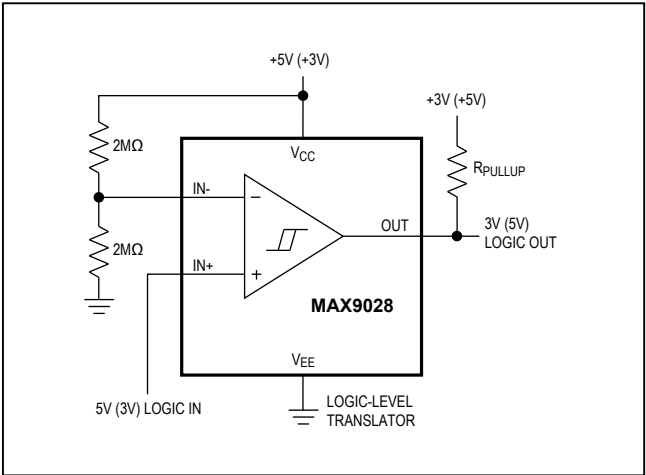 +5V (+3V)
+3V (+5V)
2MΩ
VCC
RPULLUP
IN-
−
OUT
3V (5V)
LOGIC OUT
2MΩ
IN+
+
MAX9028
VEE
5V (3V) LOGIC IN
LOGIC-LEVEL
TRANSLATOR